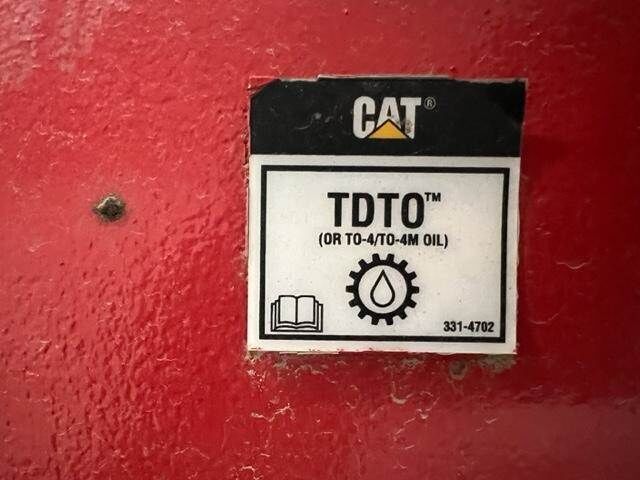 CAT®
TDTO™
(OR TO-4/TO-4M OIL)
331-4702